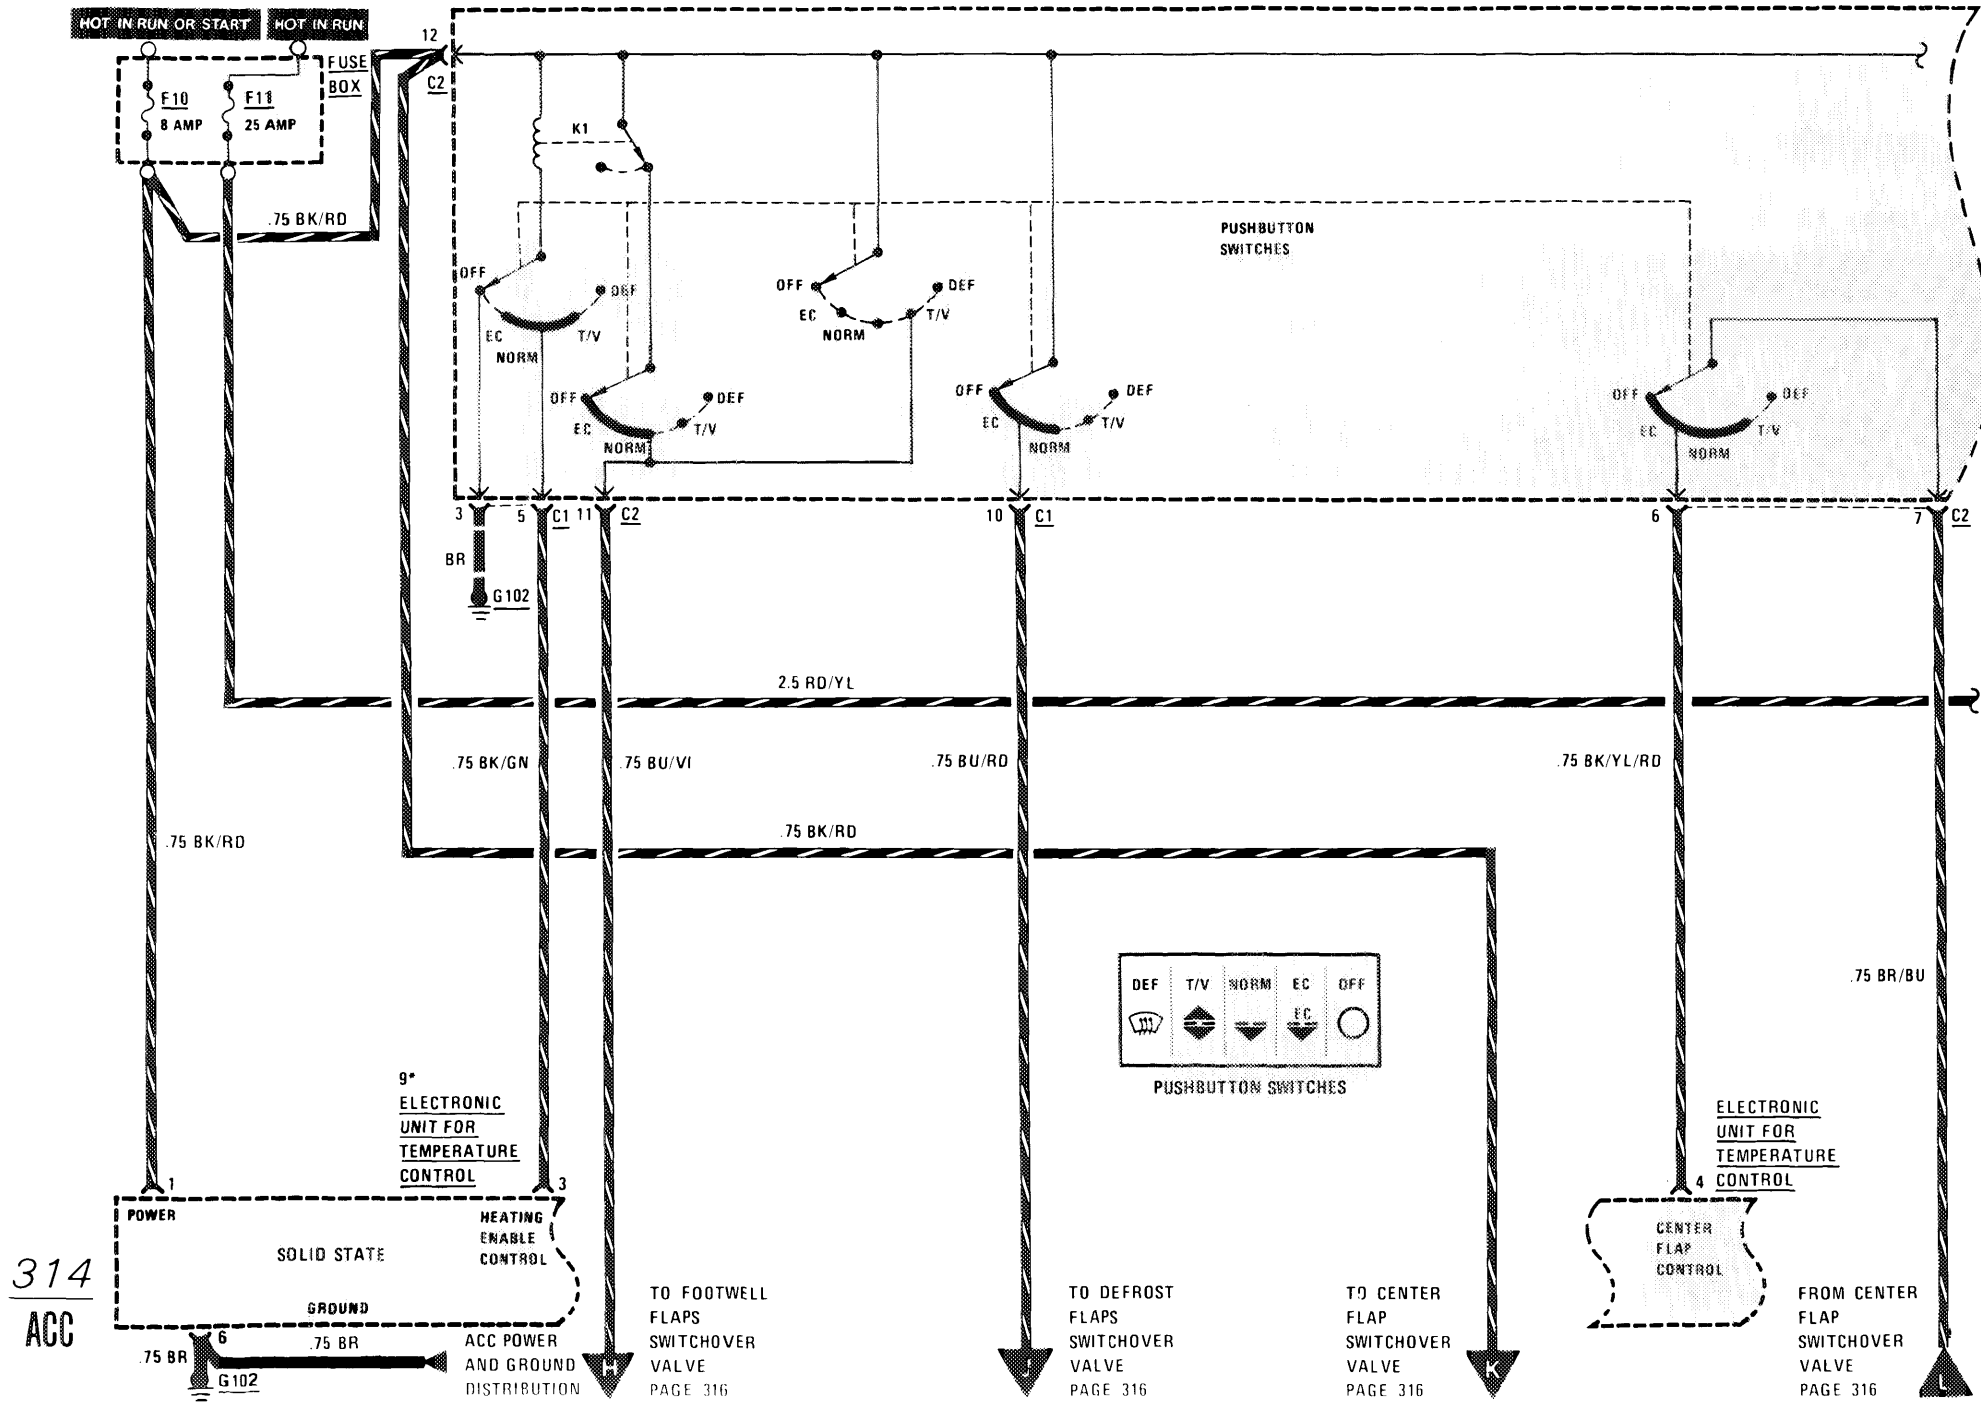 HOT IN RUN OR START
HOT IN RUN
FUSE
BOX
F10
8 AMP
F11
25 AMP
12
C2
.75 BK/RD
K1
PUSHBUTTON
SWITCHES
OFF
DEF
EC
T/V
NORM
OFF
DEF
EC
T/V
NORM
OFF
DEF
EC
T/V
NORM
OFF
DEF
EC
T/V
NORM
OFF
DEF
EC
T/V
NORM
3
5
C1
11
C2
10
C1
6
7
C2
BR
G102
2.5 RD/YL
.75 BK/GN
.75 BU/VI
.75 BU/RD
.75 BK/YL/RD
.75 BK/RD
.75 BK/RD
DEF
T/V
NORM
EC
OFF
EC
PUSHBUTTON SWITCHES
.75 BR/BU
9*
ELECTRONIC
UNIT FOR
TEMPERATURE
CONTROL
ELECTRONIC
UNIT FOR
TEMPERATURE
CONTROL
1
3
4
POWER
HEATING
ENABLE
CONTROL
SOLID STATE
GROUND
CENTER
FLAP
CONTROL
314
ACC
6
.75 BR
.75 BR
G102
ACC POWER
AND GROUND
DISTRIBUTION
H
TO FOOTWELL
FLAPS
SWITCHOVER
VALVE
PAGE 316
J
TO DEFROST
FLAPS
SWITCHOVER
VALVE
PAGE 316
TO CENTER
FLAP
SWITCHOVER
VALVE
PAGE 316
K
FROM CENTER
FLAP
SWITCHOVER
VALVE
PAGE 316
L